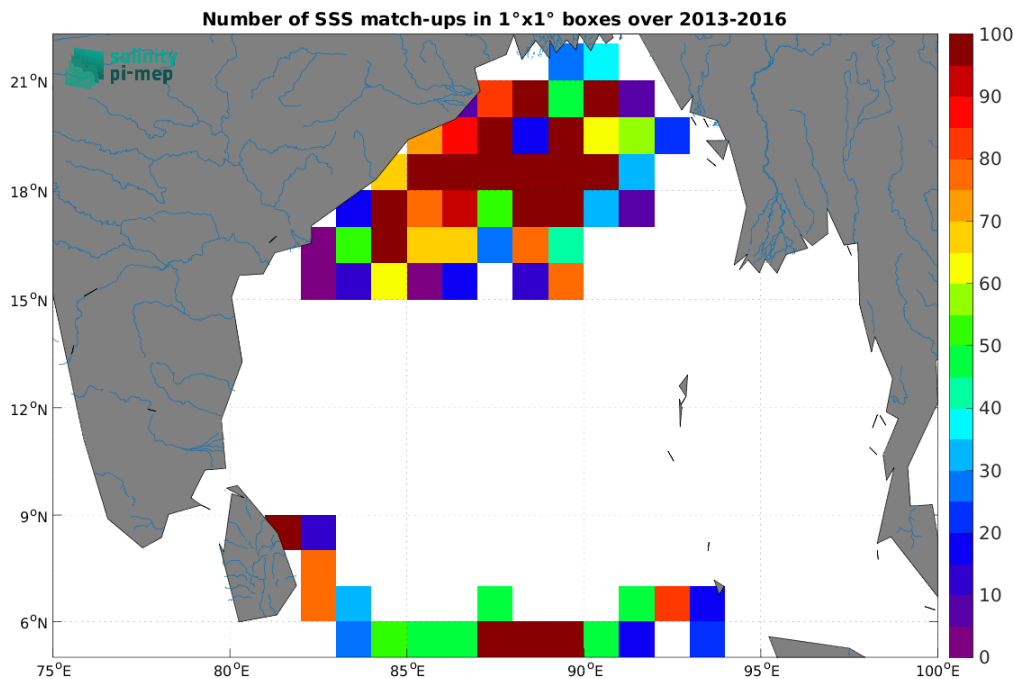 Number of SSS match-ups in 1°x1° boxes over 2013-2016
salinity
pi-mep
21°N
18°N
15°N
12°N
9°N
6°N
75°E
80°E
85°E
90°E
95°E
100°E
100
90
80
70
60
50
40
30
20
10
0